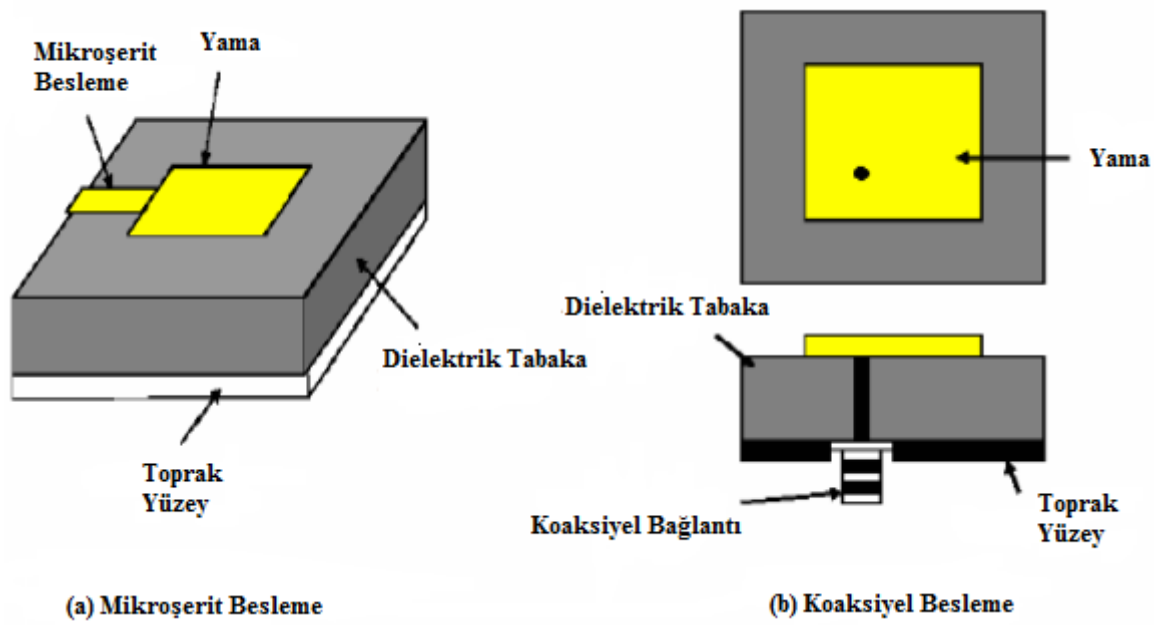 Mikroşerit
Besleme
Yama
Dielektrik Tabaka
Toprak
Yüzey
(a) Mikroşerit Besleme
Yama
Dielektrik Tabaka
Koaksiyel Bağlantı
Toprak
Yüzey
(b) Koaksiyel Besleme